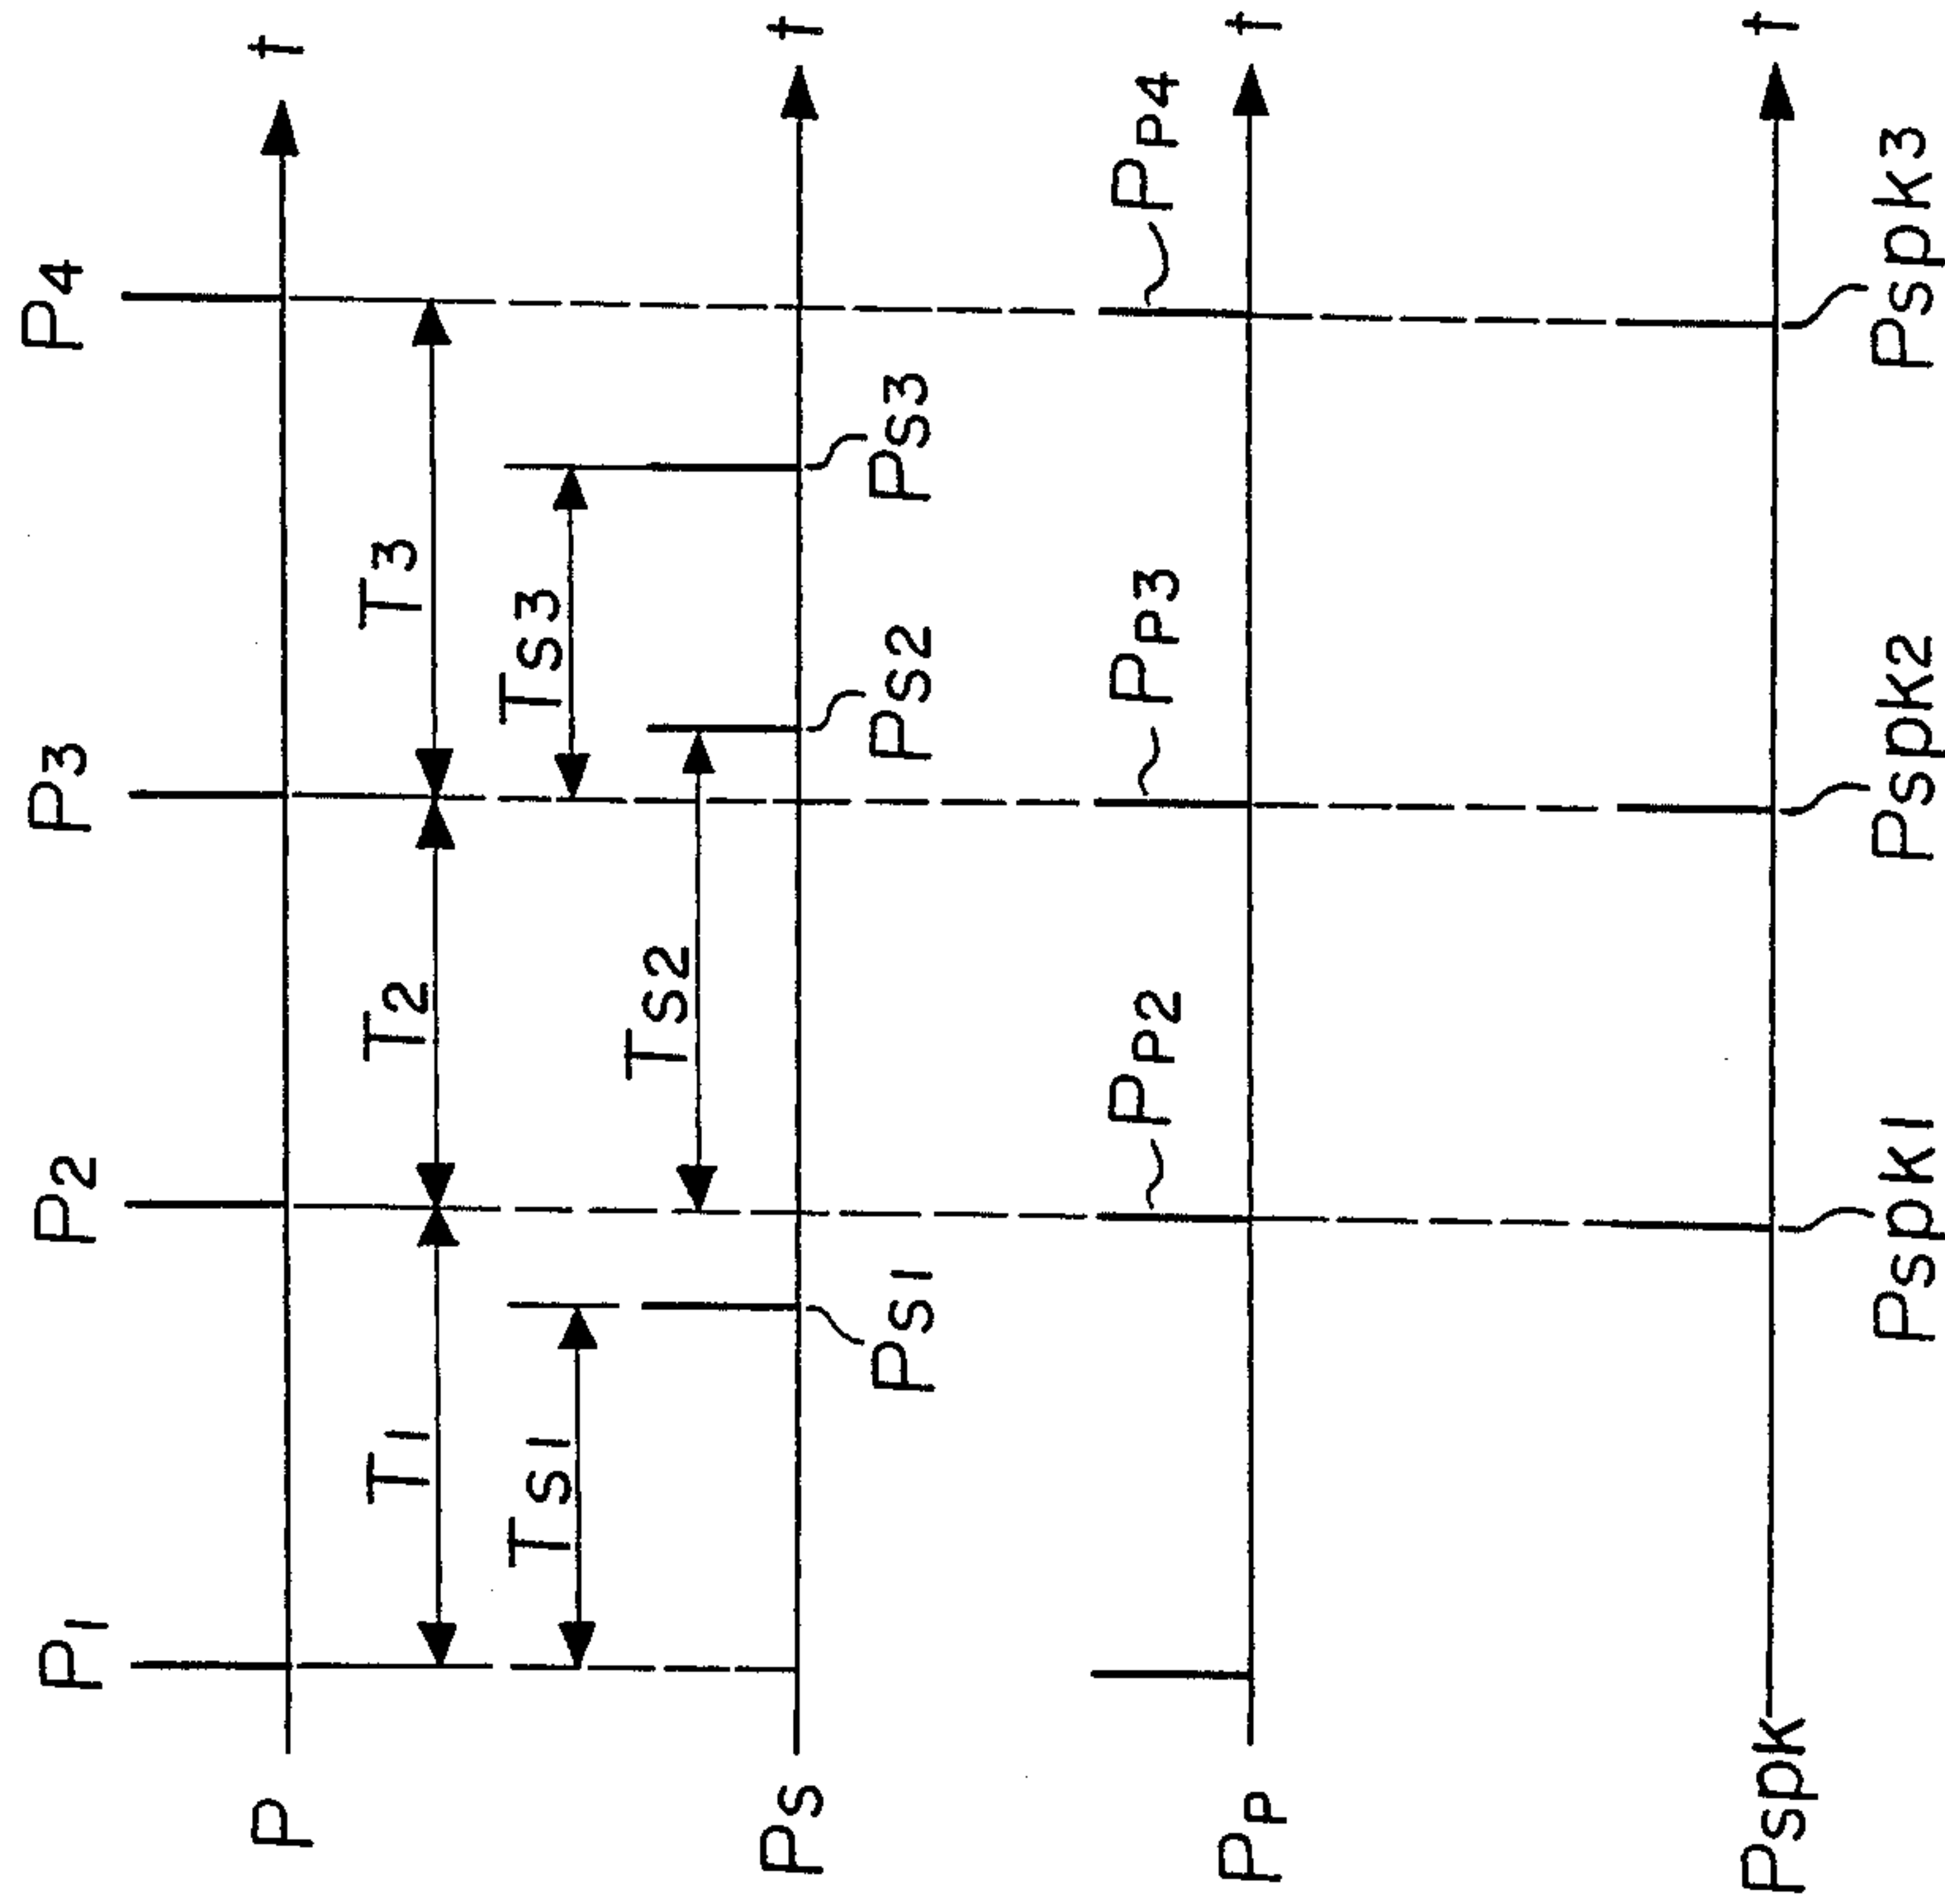 P1 P2 P3 P4
P t
T1 T2 T3
Ts1 Ts3
Ts2
Ps t
Ps1 Ps2 Ps3
PP2 PP3 PP4
PP t
Pspk t
Pspk1 Pspk2 Pspk3